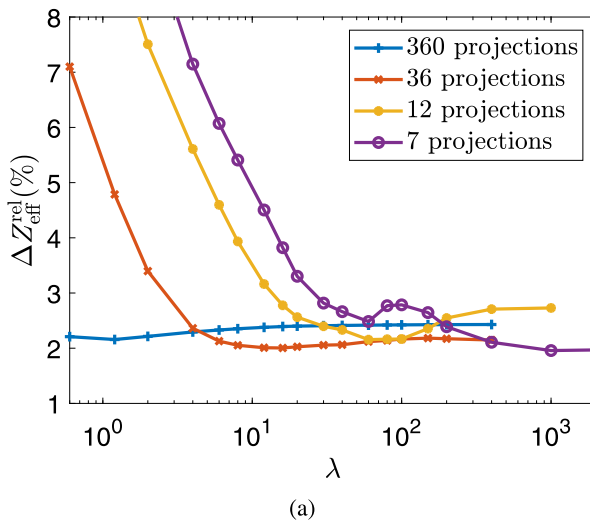 8
7
6
5
4
3
2
1
ΔZ_eff^rel(%)
360 projections
36 projections
12 projections
7 projections
10^0
10^1
10^2
10^3
λ
(a)